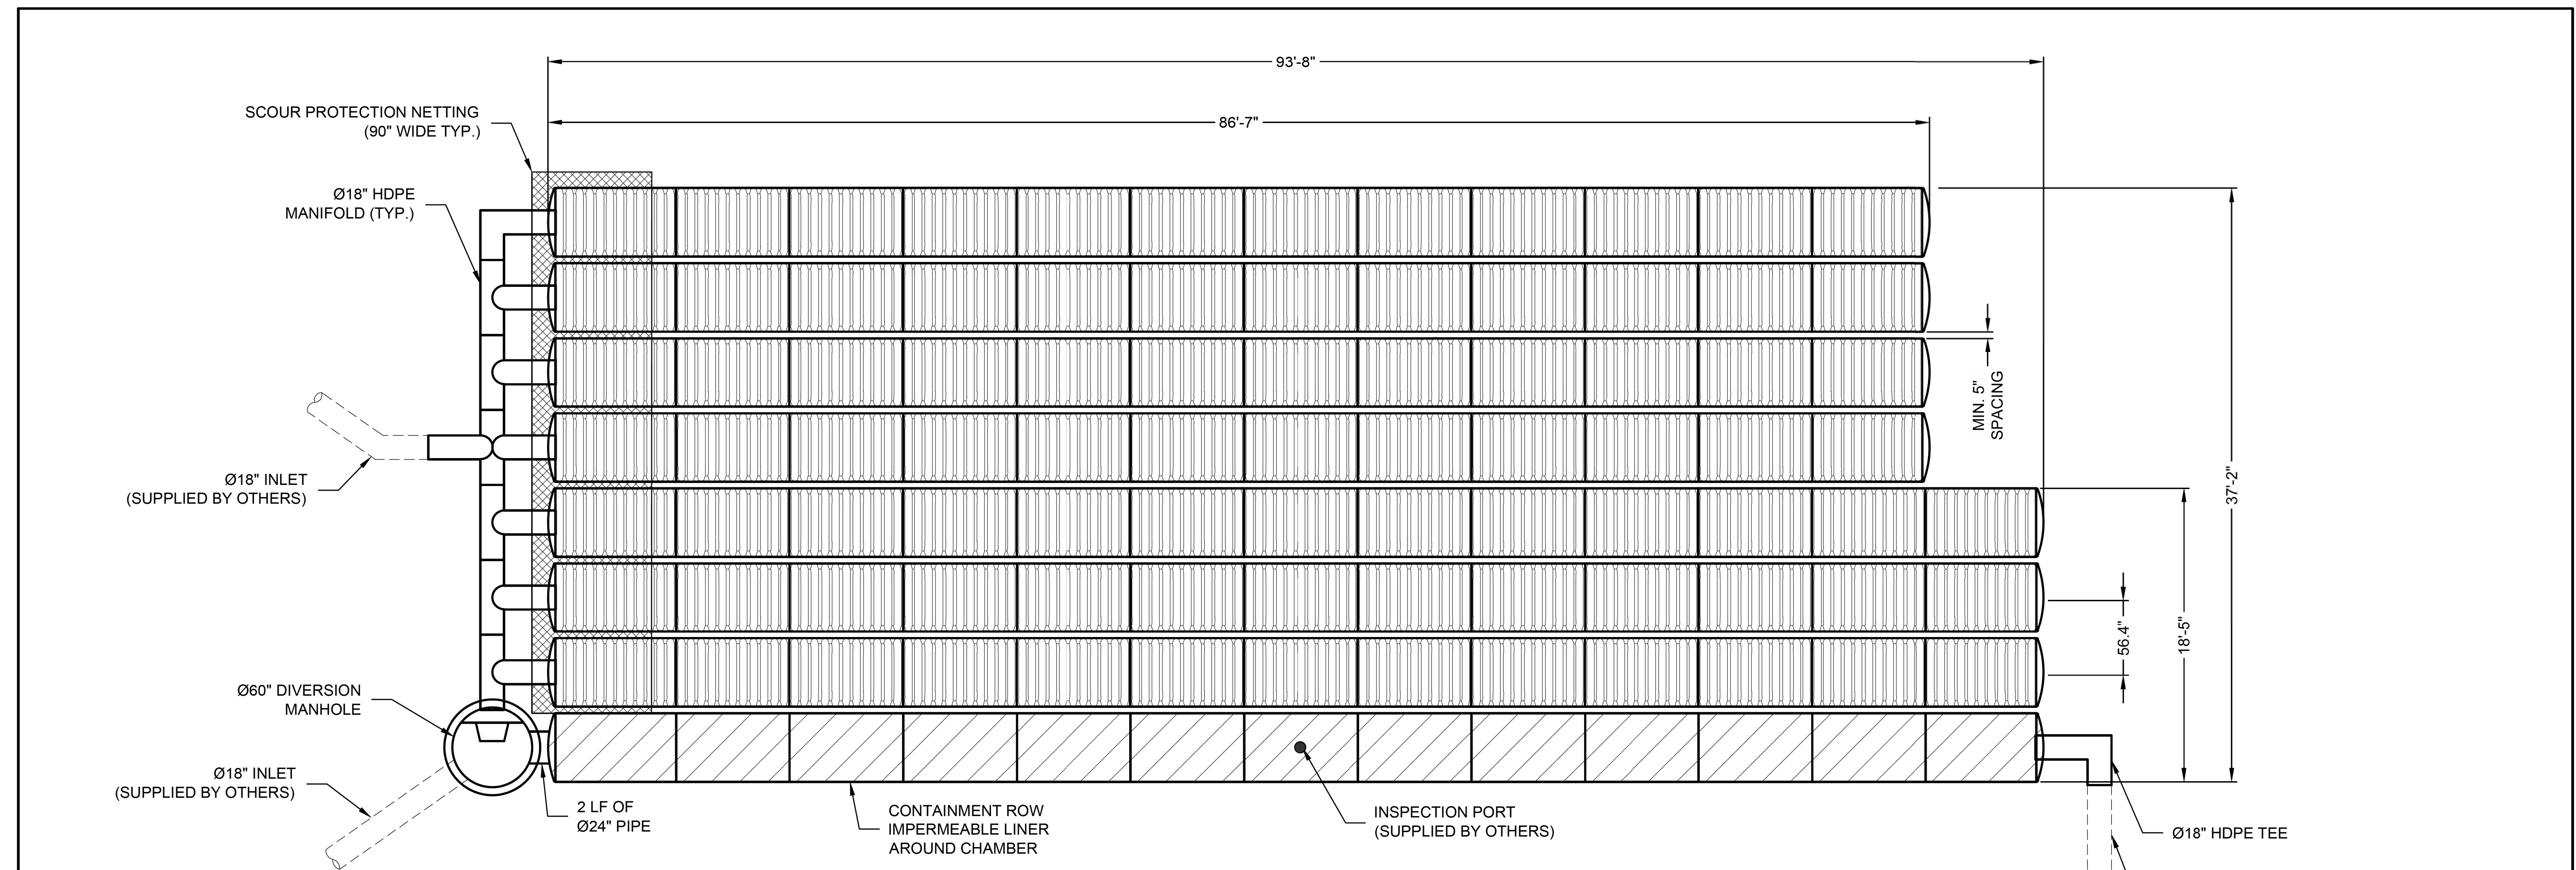 93'-8"
86'-7"
SCOUR PROTECTION NETTING
(90" WIDE TYP.)
Ø18" HDPE
MANIFOLD (TYP.)
MIN. 5"
SPACING
Ø18" INLET
(SUPPLIED BY OTHERS)
37'-2"
18'-5"
56.4"
Ø60" DIVERSION
MANHOLE
Ø18" INLET
(SUPPLIED BY OTHERS)
2 LF OF
Ø24" PIPE
CONTAINMENT ROW
IMPERMEABLE LINER
AROUND CHAMBER
INSPECTION PORT
(SUPPLIED BY OTHERS)
Ø18" HDPE TEE